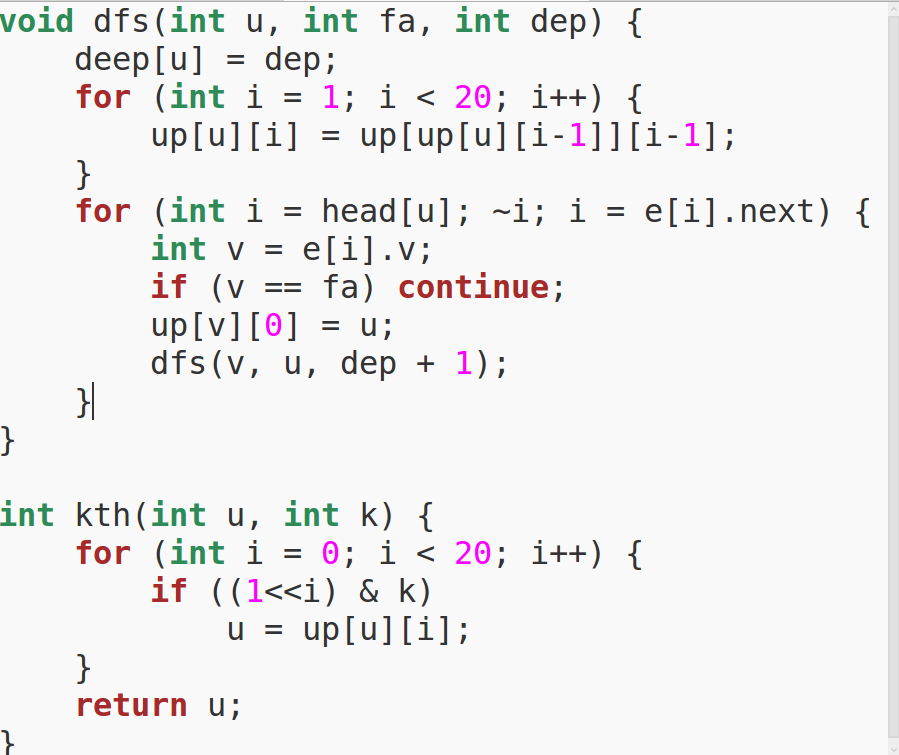 void dfs(int u, int fa, int dep) {
    deep[u] = dep;
    for (int i = 1; i < 20; i++) {
        up[u][i] = up[up[u][i-1]][i-1];
    }
    for (int i = head[u]; ~i; i = e[i].next) {
        int v = e[i].v;
        if (v == fa) continue;
        up[v][0] = u;
        dfs(v, u, dep + 1);
    }
}

int kth(int u, int k) {
    for (int i = 0; i < 20; i++) {
        if ((1<<i) & k)
            u = up[u][i];
    }
    return u;
}